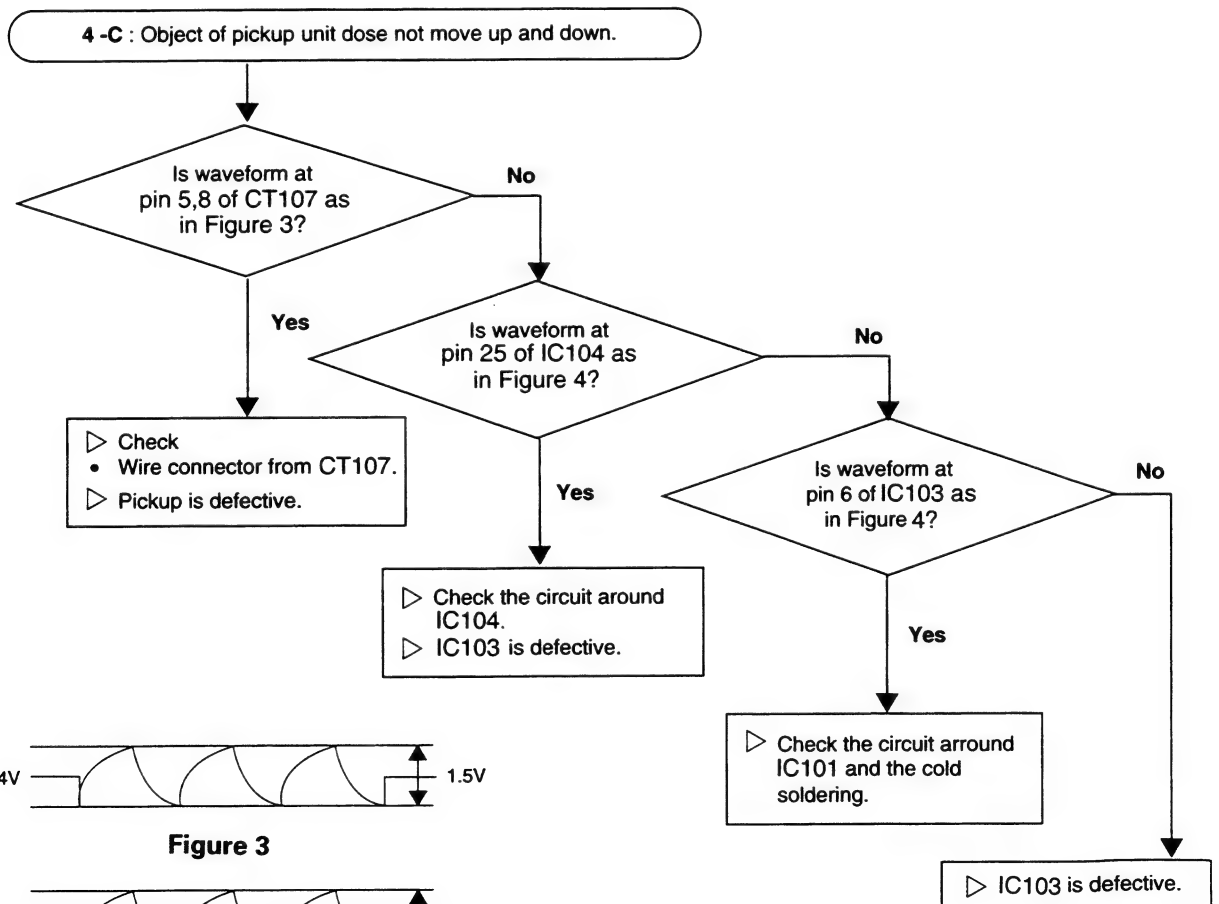 4 -C : Object of pickup unit dose not move up and down.
Is waveform at
pin 5,8 of CT107 as
in Figure 3?
No
Yes
Is waveform at
pin 25 of IC104 as
in Figure 4?
No
▷ Check
• Wire connector from CT107.
▷ Pickup is defective.
Yes
Is waveform at
pin 6 of IC103 as
in Figure 4?
No
▷ Check the circuit around
IC104.
▷ IC103 is defective.
Yes
▷ Check the circuit arround
IC101 and the cold
soldering.
4V
1.5V
Figure 3
▷ IC103 is defective.